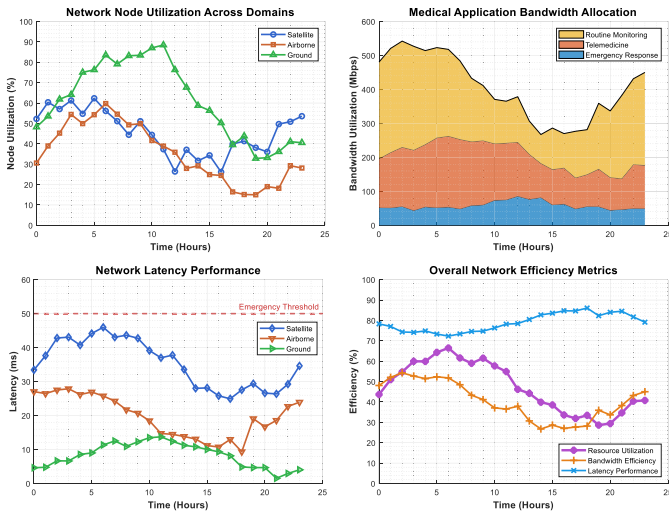 Network Node Utilization Across Domains
100
90
80
70
60
50
40
30
20
10
0
Node Utilization (%)
Satellite
Airborne
Ground
0
5
10
15
20
25
Time (Hours)
Medical Application Bandwidth Allocation
600
500
400
300
200
100
0
Bandwidth Utilization (Mbps)
Routine Monitoring
Telemedicine
Emergency Response
0
5
10
15
20
25
Time (Hours)
Network Latency Performance
60
50
40
30
20
10
0
Latency (ms)
Emergency Threshold
Satellite
Airborne
Ground
0
5
10
15
20
25
Time (Hours)
Overall Network Efficiency Metrics
100
90
80
70
60
50
40
30
20
10
0
Efficiency (%)
Resource Utilization
Bandwidth Efficiency
Latency Performance
0
5
10
15
20
25
Time (Hours)